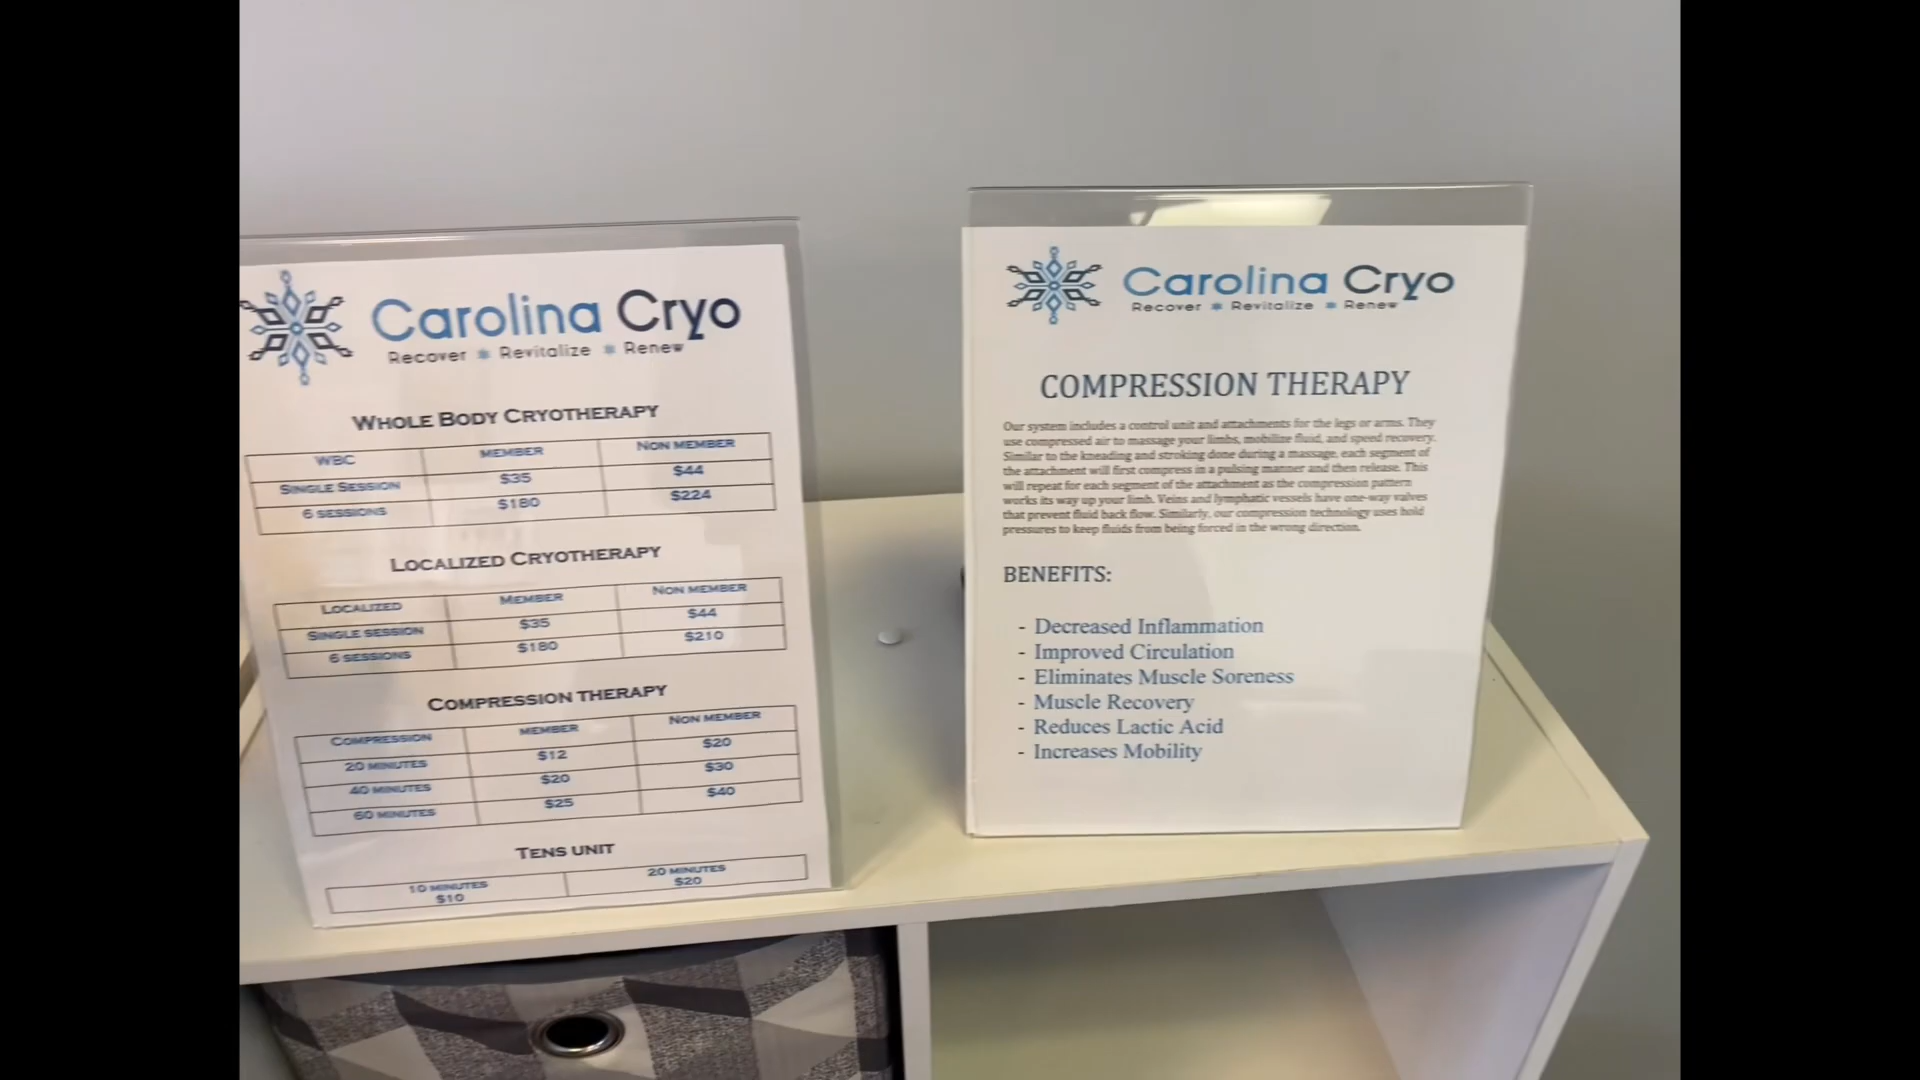 Carolina Cryo
Recover * Revitalize * Renew
WHOLE BODY CRYOTHERAPY
WBC MEMBER NON MEMBER
SINGLE SESSION $35 $44
6 SESSIONS $180 $224
LOCALIZED CRYOTHERAPY
LOCALIZED MEMBER NON MEMBER
SINGLE SESSION $35 $44
6 SESSIONS $180 $210
COMPRESSION THERAPY
COMPRESSION MEMBER NON MEMBER
20 MINUTES $12 $20
40 MINUTES $20 $30
60 MINUTES $25 $40
TENS UNIT
10 MINUTES 20 MINUTES
$10 $20
Carolina Cryo
Recover * Revitalize * Renew
COMPRESSION THERAPY
Our system includes a control unit and attachments for the legs or arms. They
use compressed air to massage your limbs, mobilize fluid, and speed recovery.
Similar to the kneading and stroking done during a massage, each segment of
the attachment will first compress in a pulsing manner and then release. This
will repeat for each segment of the attachment as the compression pattern
works its way up your limb. Veins and lymphatic vessels have one-way valves
that prevent fluid back flow. Similarly, our compression technology uses hold
pressures to keep fluids from being forced in the wrong direction.
BENEFITS:
- Decreased Inflammation
- Improved Circulation
- Eliminates Muscle Soreness
- Muscle Recovery
- Reduces Lactic Acid
- Increases Mobility